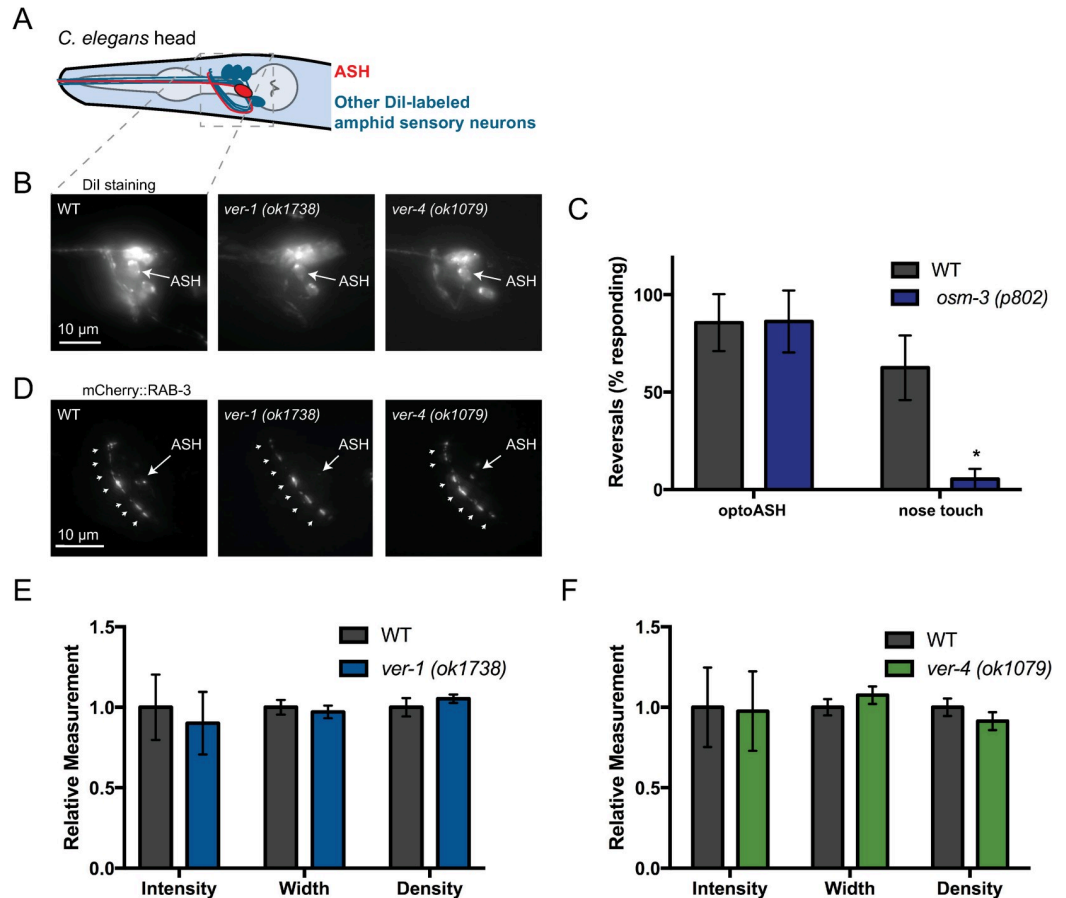 A
C. elegans head
ASH
Other DiI-labeled
amphid sensory neurons
B
DiI staining
WT
ASH
10 µm
ver-1 (ok1738)
ASH
ver-4 (ok1079)
ASH
C
Reversals (% responding)
100
50
0
WT
osm-3 (p802)
*
optoASH
nose touch
D
mCherry::RAB-3
WT
ASH
10 µm
ver-1 (ok1738)
ASH
ver-4 (ok1079)
ASH
E
Relative Measurement
1.5
1.0
0.5
0.0
WT
ver-1 (ok1738)
Intensity
Width
Density
F
Relative Measurement
1.5
1.0
0.5
0.0
WT
ver-4 (ok1079)
Intensity
Width
Density